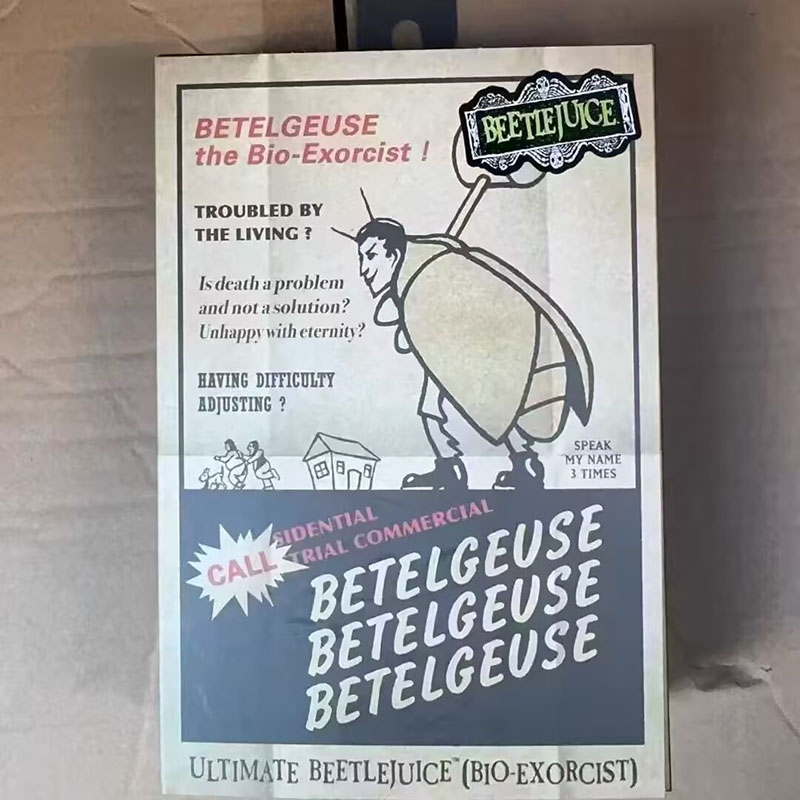 BEETLEJUICE
BETELGEUSE
the Bio-Exorcist !
TROUBLED BY
THE LIVING ?
Is death a problem
and not a solution?
Unhappy with eternity?
HAVING DIFFICULTY
ADJUSTING ?
SPEAK
MY NAME
3 TIMES
SIDENTIAL
TRIAL COMMERCIAL
CALL
BETELGEUSE
BETELGEUSE
BETELGEUSE
ULTIMATE BEETLEJUICE™ (BIO-EXORCIST)